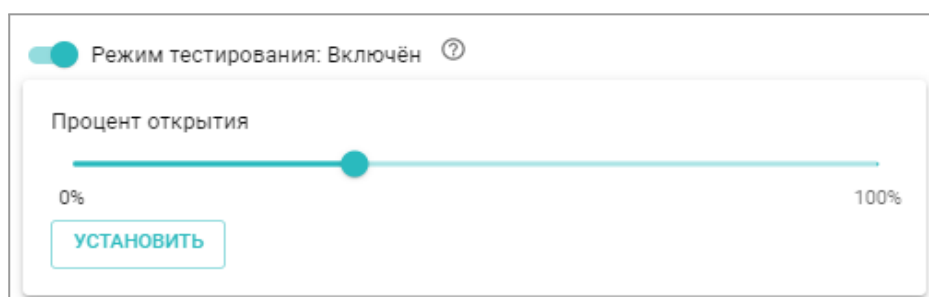 Режим тестирования: Включён
Процент открытия
0% 100%
УСТАНОВИТЬ